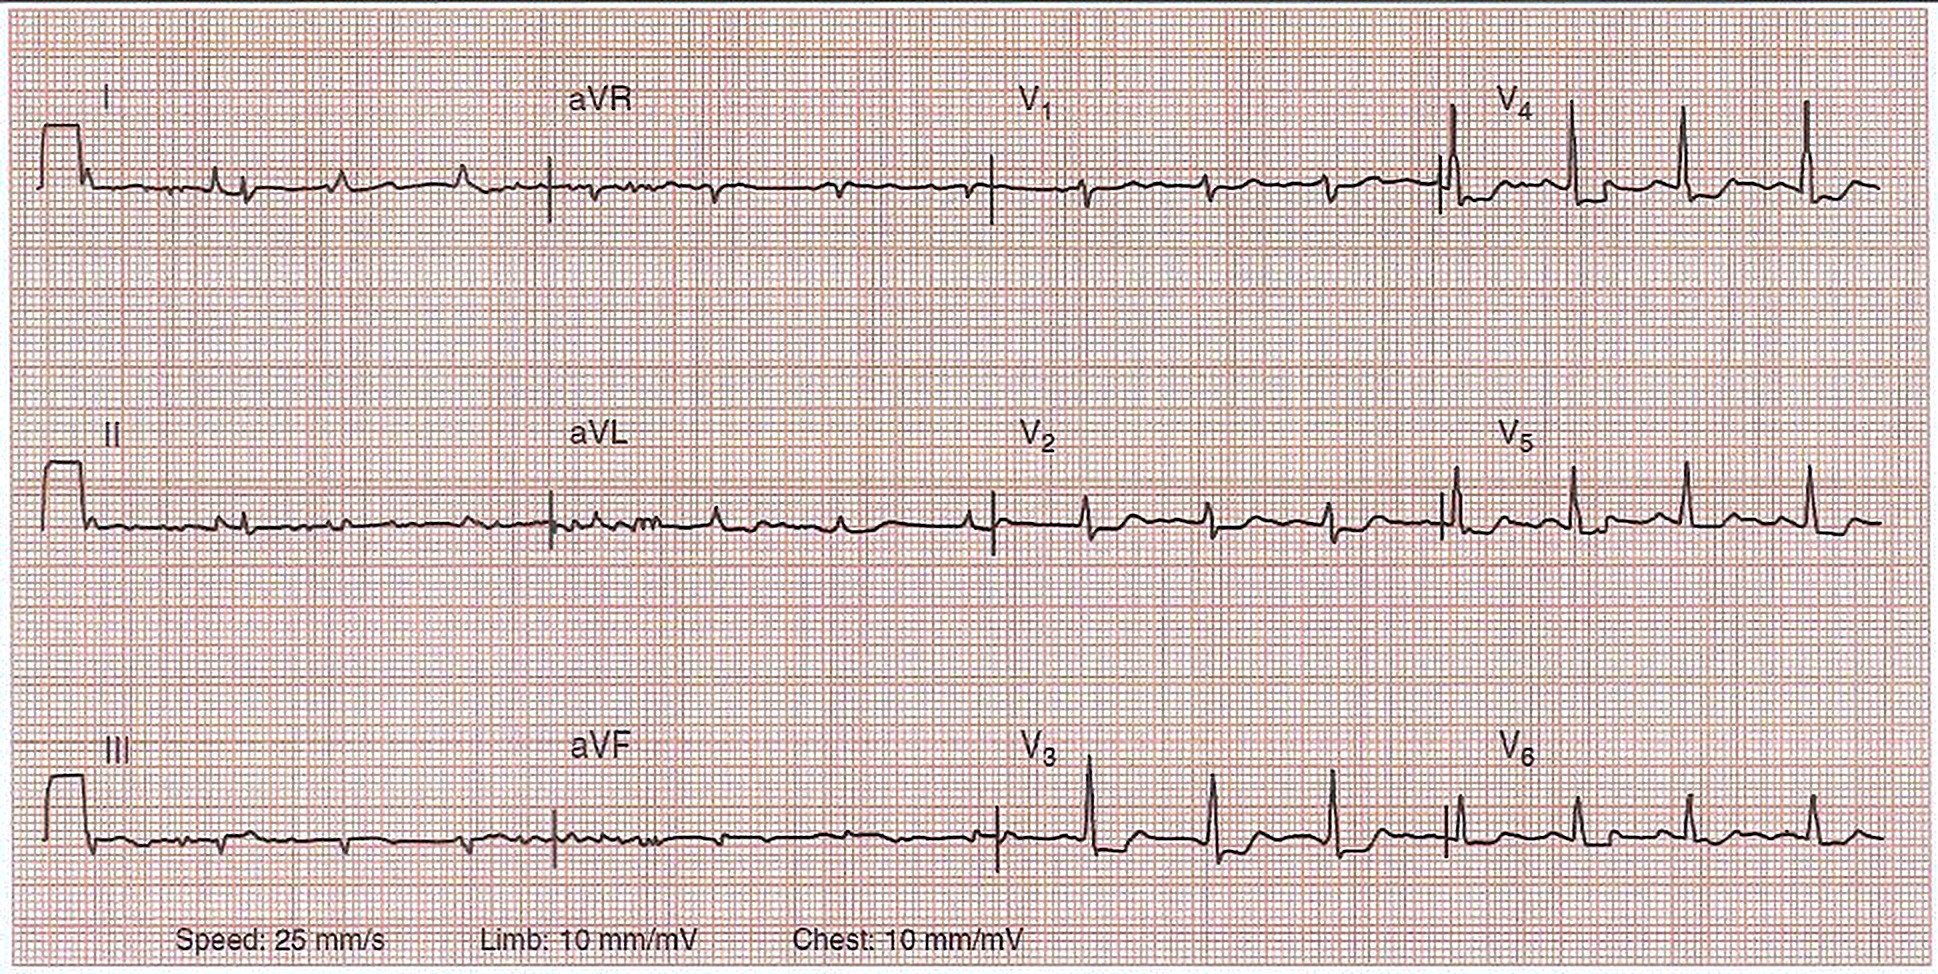 I aVR V1 V4
II aVL V2 V5
III aVF V3 V6
Speed: 25 mm/s Limb: 10 mm/mV Chest: 10 mm/mV